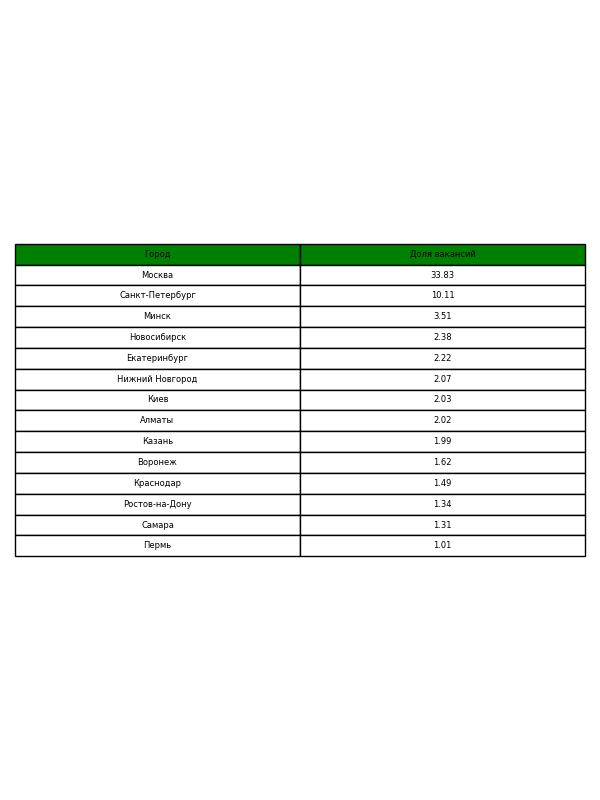 Город Доля вакансий
Москва 33.83
Санкт-Петербург 10.11
Минск 3.51
Новосибирск 2.38
Екатеринбург 2.22
Нижний Новгород 2.07
Киев 2.03
Алматы 2.02
Казань 1.99
Воронеж 1.62
Краснодар 1.49
Ростов-на-Дону 1.34
Самара 1.31
Пермь 1.01